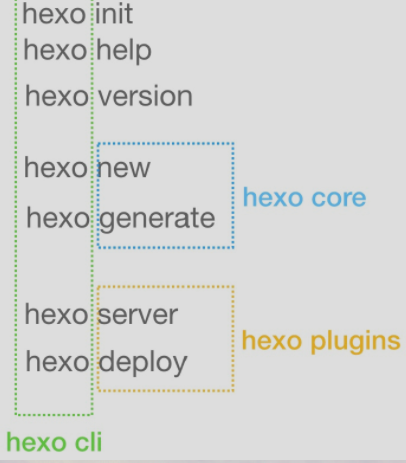 hexo init
hexo help
hexo version
hexo new
hexo core
hexo generate
hexo server
hexo plugins
hexo deploy
hexo cli